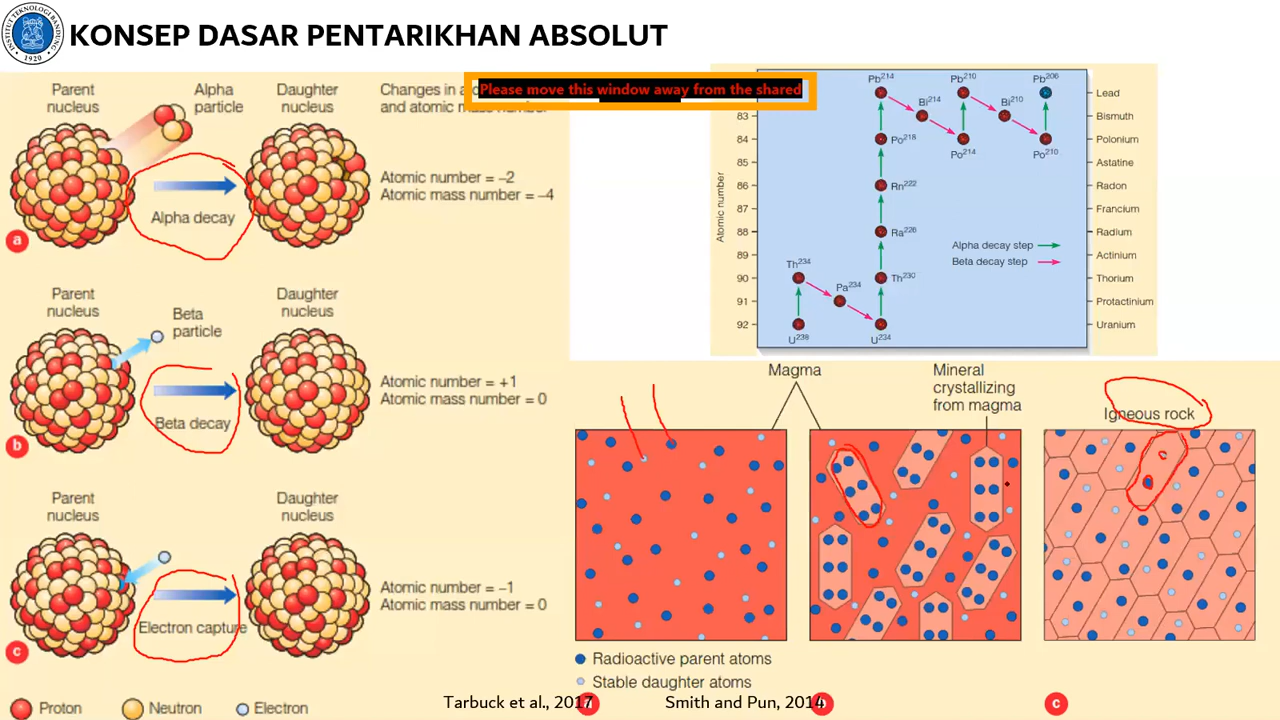 INSTITUT TEKNOLOGI BANDUNG
1920
KONSEP DASAR PENTARIKHAN ABSOLUT
Please move this window away from the shared
Parent
nucleus
Alpha
particle
Daughter
nucleus
Changes in
and atomic
Alpha decay
Atomic number = –2
Atomic mass number = –4
a
Parent
nucleus
Beta
particle
Daughter
nucleus
Beta decay
Atomic number = +1
Atomic mass number = 0
b
Parent
nucleus
Daughter
nucleus
Electron capture
Atomic number = –1
Atomic mass number = 0
c
Proton
Neutron
Electron
Atomic number
83
84
85
86
87
88
89
90
91
92
Pb214
Pb210
Pb206
Bi214
Bi210
Po218
Po214
Po210
Rn222
Ra226
Th234
Th230
Pa234
U238
U234
Alpha decay step
Beta decay step
Lead
Bismuth
Polonium
Astatine
Radon
Francium
Radium
Actinium
Thorium
Protactinium
Uranium
Magma
Mineral
crystallizing
from magma
Igneous rock
Radioactive parent atoms
Stable daughter atoms
Tarbuck et al., 2017
Smith and Pun, 2014
c